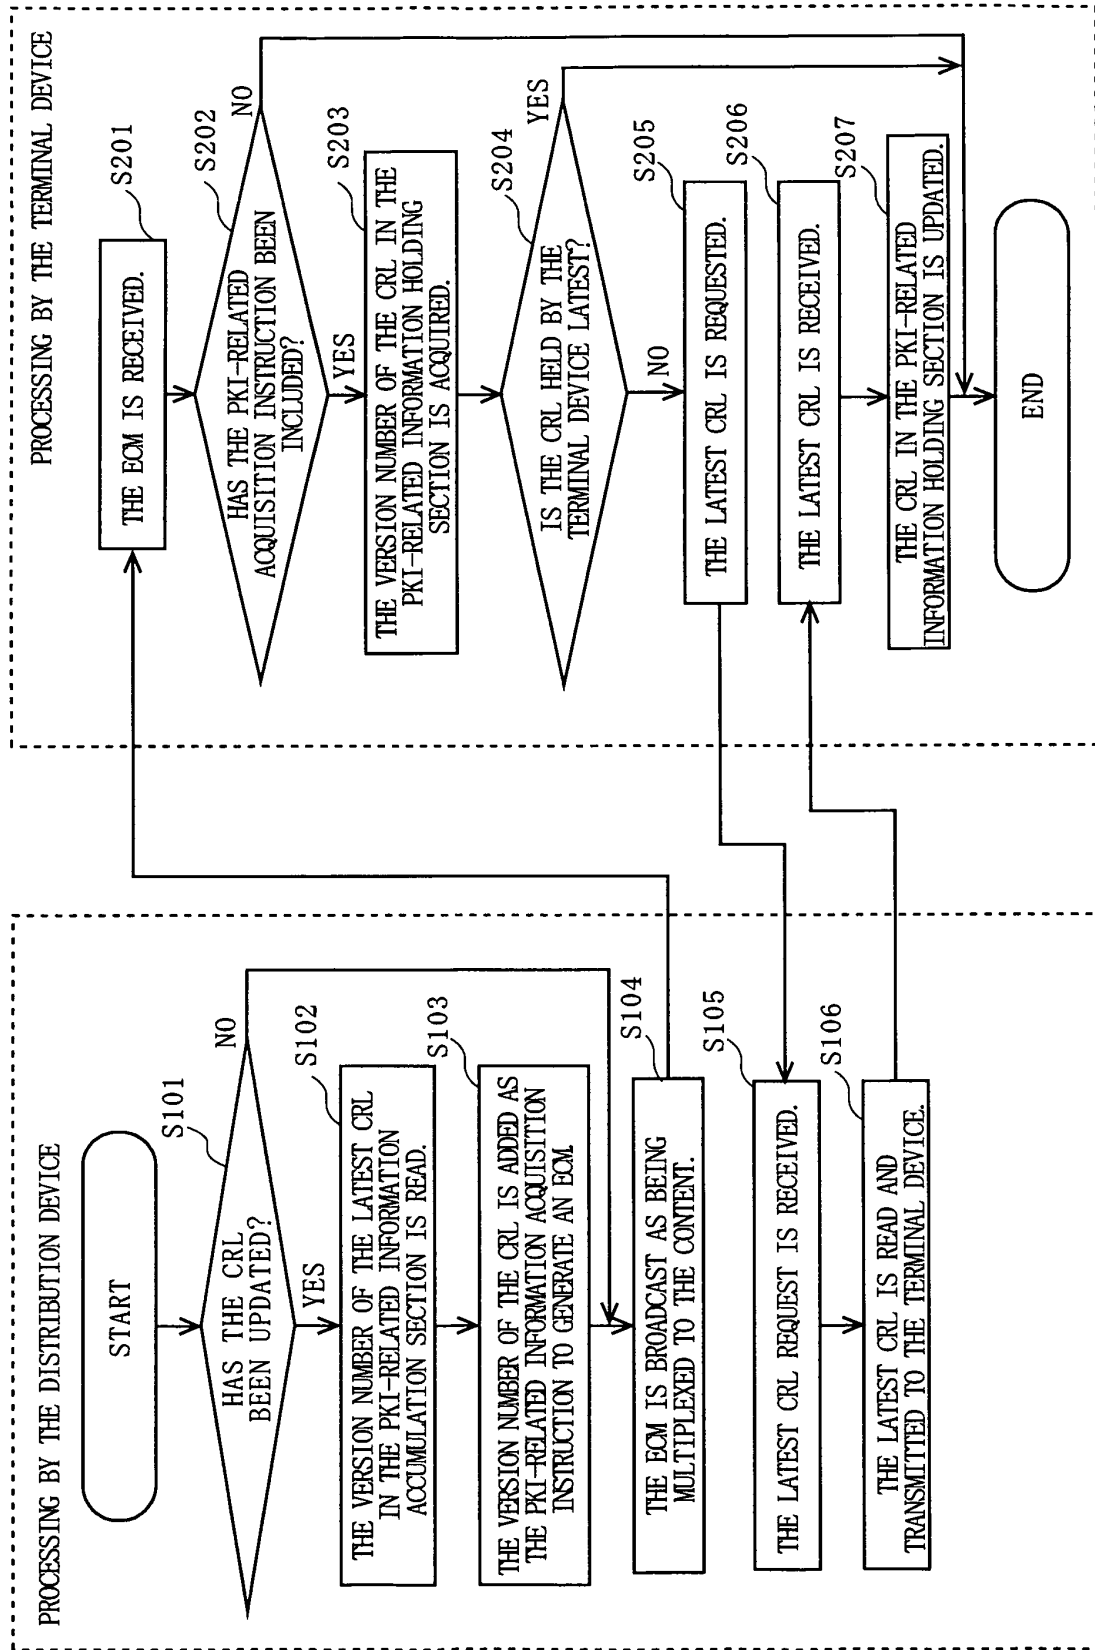 PROCESSING BY THE DISTRIBUTION DEVICE
START
S101
HAS THE CRL
BEEN UPDATED?
NO
YES
S102
THE VERSION NUMBER OF THE LATEST CRL
IN THE PKI-RELATED INFORMATION
ACCUMULATION SECTION IS READ.
S103
THE VERSION NUMBER OF THE CRL IS ADDED AS
THE PKI-RELATED INFORMATION ACQUISITION
INSTRUCTION TO GENERATE AN ECM.
S104
THE ECM IS BROADCAST AS BEING
MULTIPLEXED TO THE CONTENT.
S105
THE LATEST CRL REQUEST IS RECEIVED.
S106
THE LATEST CRL IS READ AND
TRANSMITTED TO THE TERMINAL DEVICE.
PROCESSING BY THE TERMINAL DEVICE
S201
THE ECM IS RECEIVED.
S202
HAS THE PKI-RELATED
ACQUISITION INSTRUCTION BEEN
INCLUDED?
NO
YES
S203
THE VERSION NUMBER OF THE CRL IN THE
PKI-RELATED INFORMATION HOLDING
SECTION IS ACQUIRED.
S204
IS THE CRL HELD BY THE
TERMINAL DEVICE LATEST?
YES
NO
S205
THE LATEST CRL IS REQUESTED.
S206
THE LATEST CRL IS RECEIVED.
S207
THE CRL IN THE PKI-RELATED
INFORMATION HOLDING SECTION IS UPDATED.
END